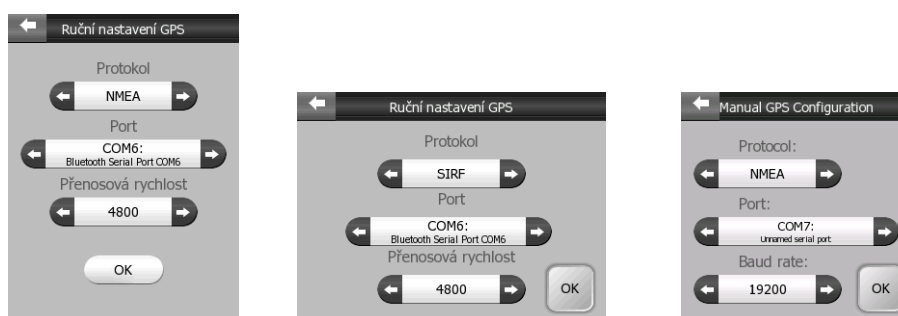 Ruční nastavení GPS
Protokol
NMEA
Port
COM6:
Bluetooth Serial Port COM6
Přenosová rychlost
4800
OK
Ruční nastavení GPS
Protokol
SIRF
Port
COM6:
Bluetooth Serial Port COM6
Přenosová rychlost
4800
OK
Manual GPS Configuration
Protocol:
NMEA
Port:
COM7:
Unnamed serial port
Baud rate:
19200
OK